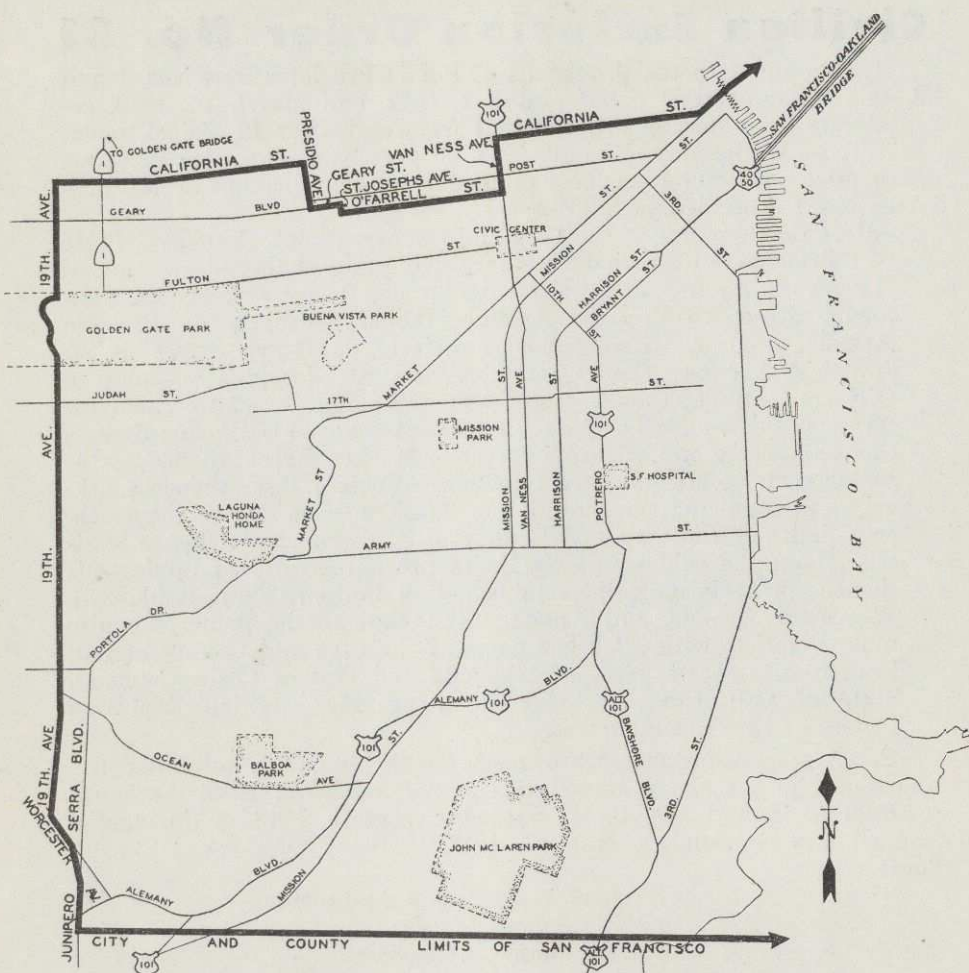 SAN FRANCISCO-OAKLAND
BRIDGE
101
TO GOLDEN GATE BRIDGE
1
CALIFORNIA ST.
PRESIDIO AVE.
VAN NESS AVE
CALIFORNIA ST.
GEARY ST.
ST. JOSEPHS AVE.
O'FARRELL ST.
POST ST.
ST.
40
50
SAN FRANCISCO BAY
19TH. AVE.
GEARY BLVD
1
CIVIC CENTER
FULTON ST
MISSION ST.
3RD. ST.
HARRISON ST
BRYANT ST
10TH ST
GOLDEN GATE PARK
BUENA VISTA PARK
MARKET
JUDAH ST.
17TH ST.
MISSION ST.
VAN NESS AVE
HARRISON ST
POTRERO AVE
101
MISSION
PARK
S.F. HOSPITAL
19TH. AVE
LAGUNA
HONDA
HOME
MARKET ST
ARMY ST.
PORTOLA DR.
19TH. AVE
ALEMANY BLVD.
101
ALT
101
BAYSHORE BLVD.
3RD. ST.
101
MISSION ST.
OCEAN AVE
BALBOA
PARK
JUNIPERO SERRA BLVD.
WORCESTER AV.
JOHN MC LAREN PARK
N
ALEMANY BLVD.
CITY AND COUNTY LIMITS OF SAN FRANCISCO
101
ALT
101